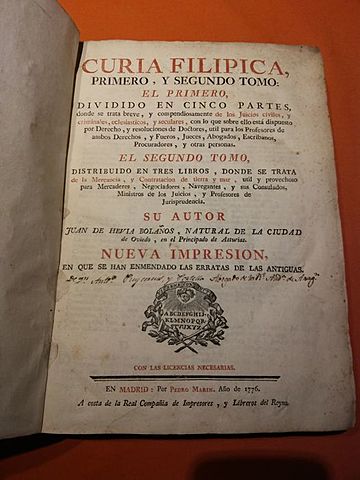 CURIA FILIPICA,
PRIMERO, Y SEGUNDO TOMO:
EL PRIMERO,
DIVIDIDO EN CINCO PARTES,
donde se trata breve, y compendiosamente de los Juicios civiles, y
criminales, eclesiasticos, y seculares, con lo que sobre ello está dispuesto
por Derecho, y resoluciones de Doctores, util para los Profesores de
ambos Derechos, y Fueros, Jueces, Abogados, Escribanos,
Procuradores, y otras personas.
EL SEGUNDO TOMO,
DISTRIBUIDO EN TRES LIBROS, DONDE SE TRATA
de la Mercancia, y Contratacion de tierra y mar, util y provechoso
para Mercaderes, Negociadores, Navegantes, y sus Consulados,
Ministros de los Juicios, y Profesores de
Jurisprudencia.
SU AUTOR
JUAN DE HEVIA BOLAÑOS, NATURAL DE LA CIUDAD
de Oviedo, en el Principado de Asturias.
NUEVA IMPRESION,
EN QUE SE HAN ENMENDADO LAS ERRATAS DE LAS ANTIGUAS.
ABCDEFGHIJ
KLMNOPQR
STVUXYZ
CON LAS LICENCIAS NECESARIAS.
EN MADRID: Por PEDRO MARIN. Año de 1776.
A costa de la Real Compañia de Impresores, y Libreros del Reyno.